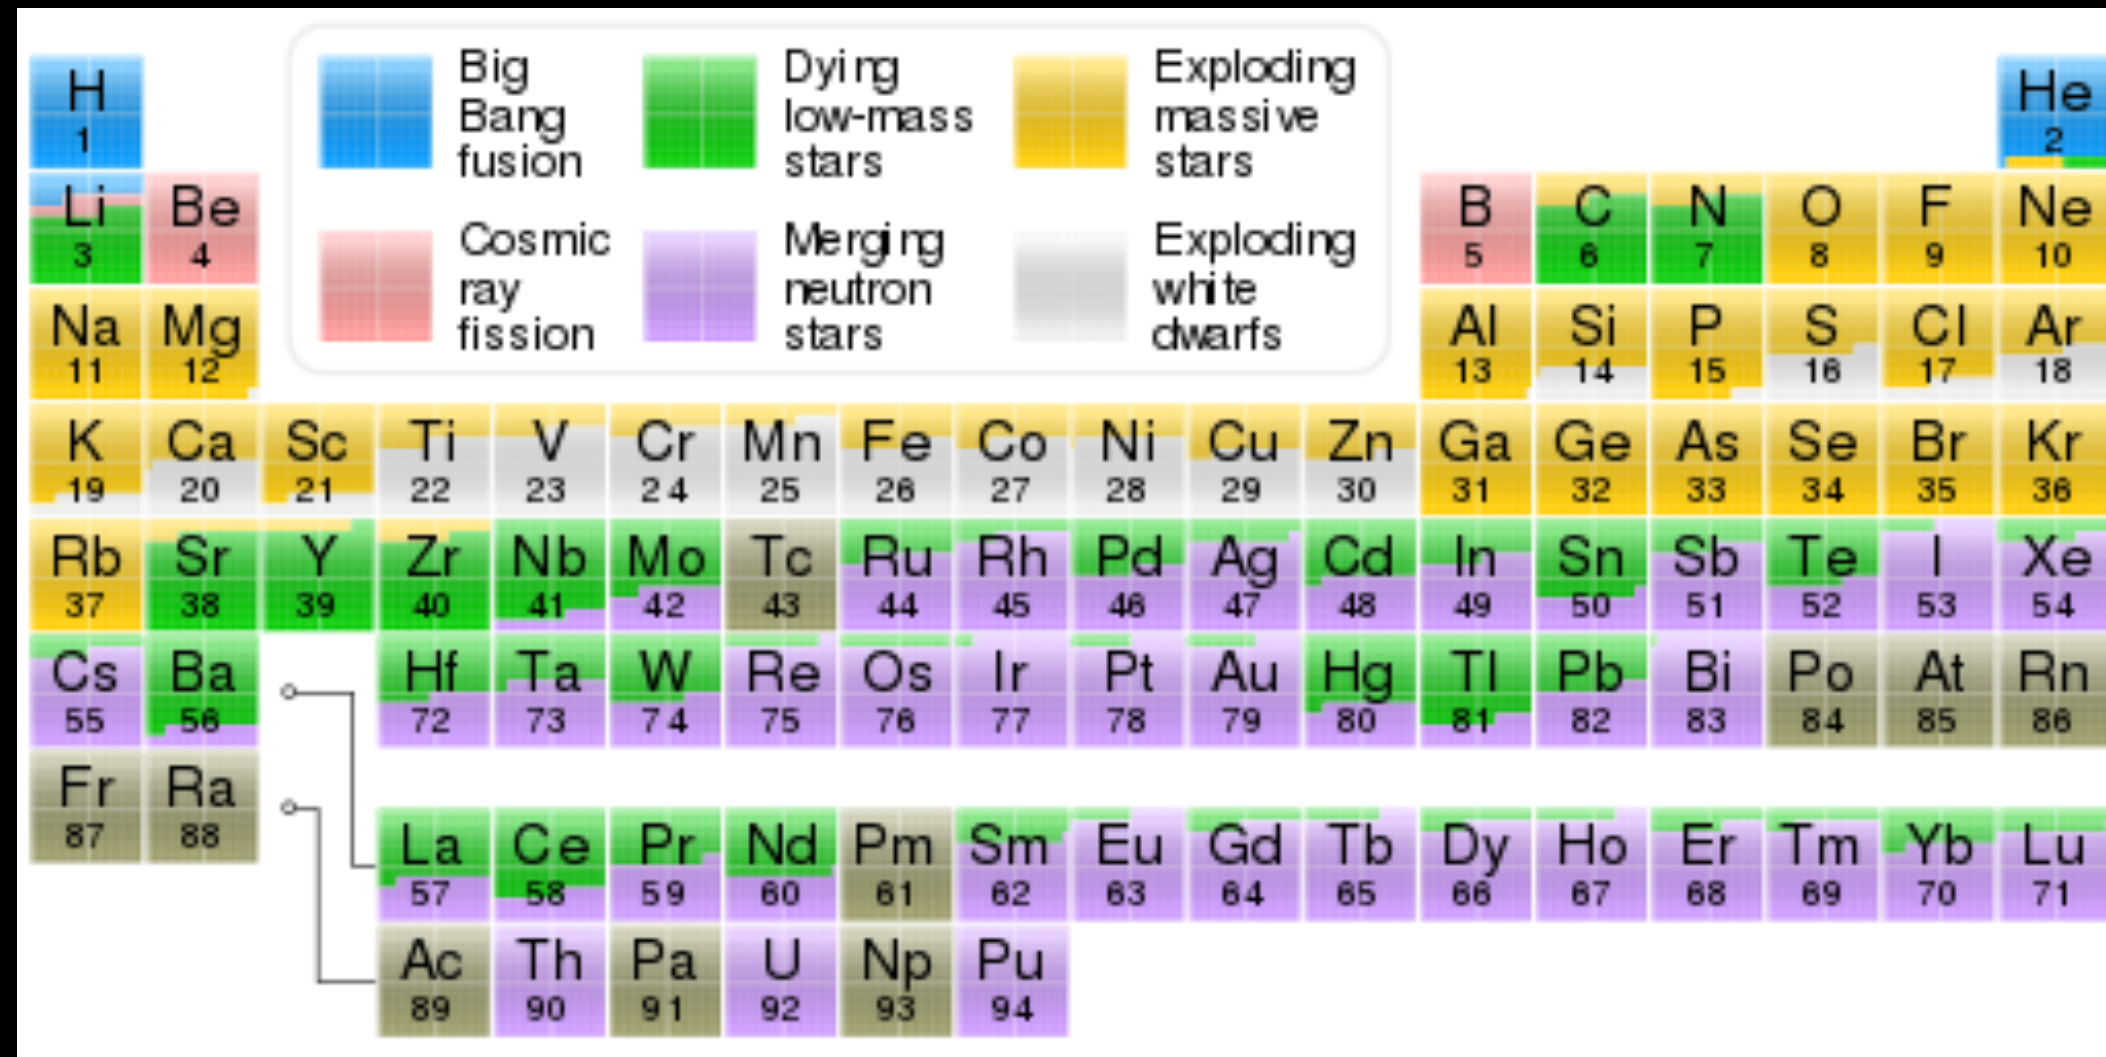 H
1
Big
Bang
fusion
Dying
low-mass
stars
Exploding
massive
stars
He
2
Li
3
Be
4
Cosmic
ray
fission
Merging
neutron
stars
Exploding
white
dwarfs
B C N O F Ne
5 6 7 8 9 10
Na Mg
11 12
Al Si P S Cl Ar
13 14 15 16 17 18
K Ca Sc Ti V Cr Mn Fe Co Ni Cu Zn Ga Ge As Se Br Kr
19 20 21 22 23 24 25 26 27 28 29 30 31 32 33 34 35 36
Rb Sr Y Zr Nb Mo Tc Ru Rh Pd Ag Cd In Sn Sb Te I Xe
37 38 39 40 41 42 43 44 45 46 47 48 49 50 51 52 53 54
Cs Ba Hf Ta W Re Os Ir Pt Au Hg Tl Pb Bi Po At Rn
55 56 72 73 74 75 76 77 78 79 80 81 82 83 84 85 86
Fr Ra
87 88
La Ce Pr Nd Pm Sm Eu Gd Tb Dy Ho Er Tm Yb Lu
57 58 59 60 61 62 63 64 65 66 67 68 69 70 71
Ac Th Pa U Np Pu
89 90 91 92 93 94